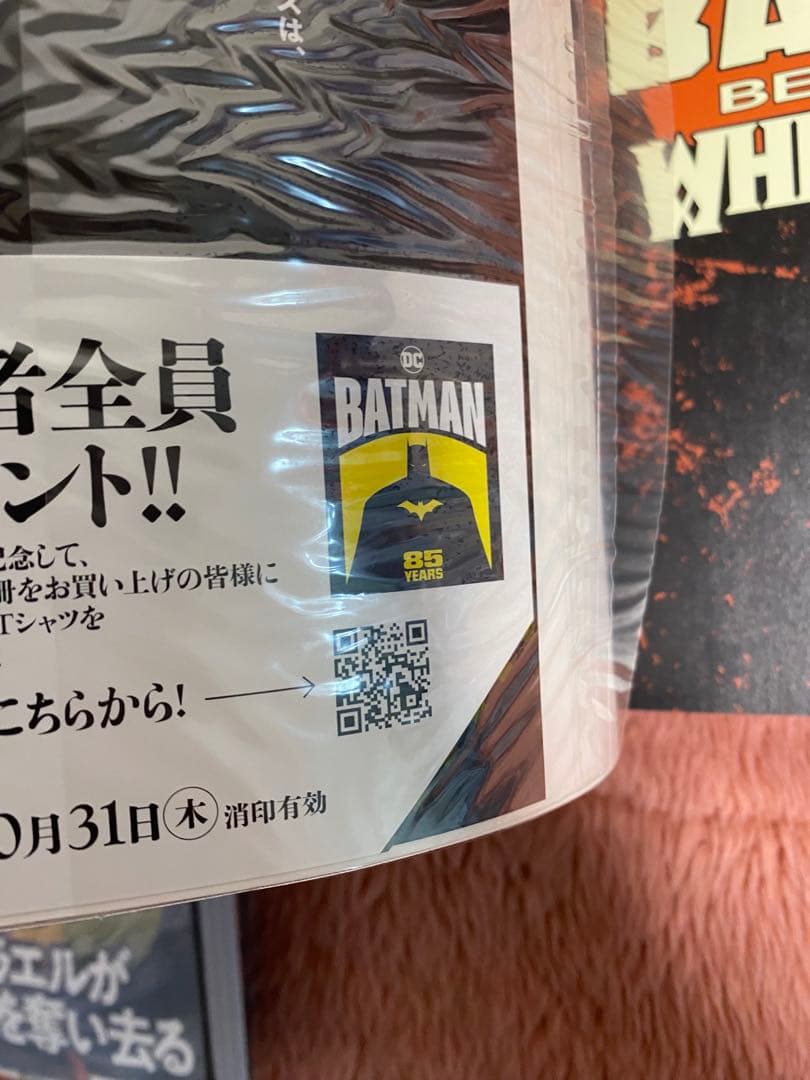 スは、
BA
BE
WHI
者全員
ント!!
DC
BATMAN
85
YEARS
記念して、
冊をお買い上げの皆様に
Tシャツを
こちらから!
0月31日㊍ 消印有効
エルが
を奪い去る